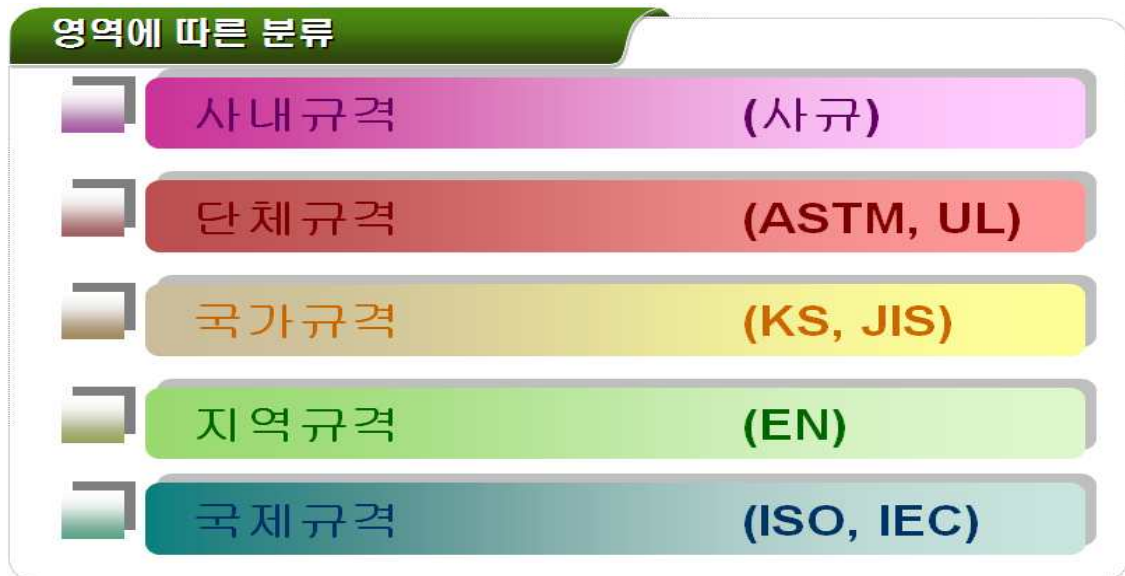 영역에 따른 분류
사내규격 (사규)
단체규격 (ASTM, UL)
국가규격 (KS, JIS)
지역규격 (EN)
국제규격 (ISO, IEC)